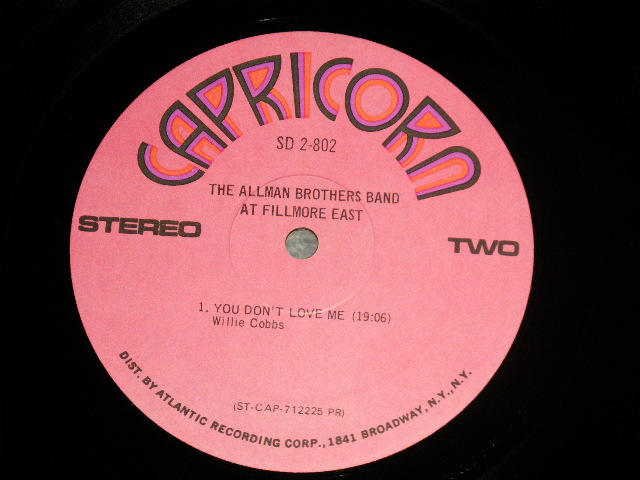 CAPRICORN
SD 2-802
THE ALLMAN BROTHERS BAND
AT FILLMORE EAST
STEREO
TWO
1. YOU DON'T LOVE ME (19:06)
Willie Cobbs
(ST-CAP-712225 PR)
DIST. BY ATLANTIC RECORDING CORP., 1841 BROADWAY, N.Y., N.Y.